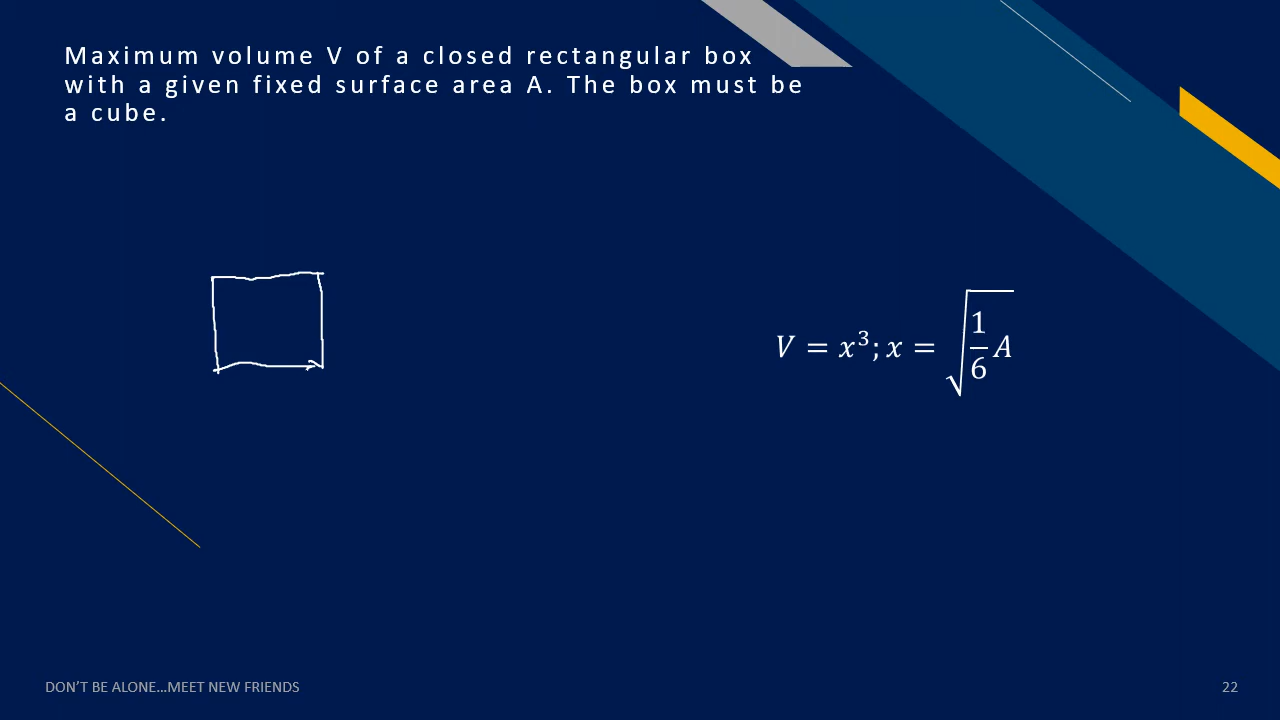 Maximum volume V of a closed rectangular box
with a given fixed surface area A. The box must be
a cube.
V = x³; x = √(1/6 A)
DON'T BE ALONE...MEET NEW FRIENDS
22